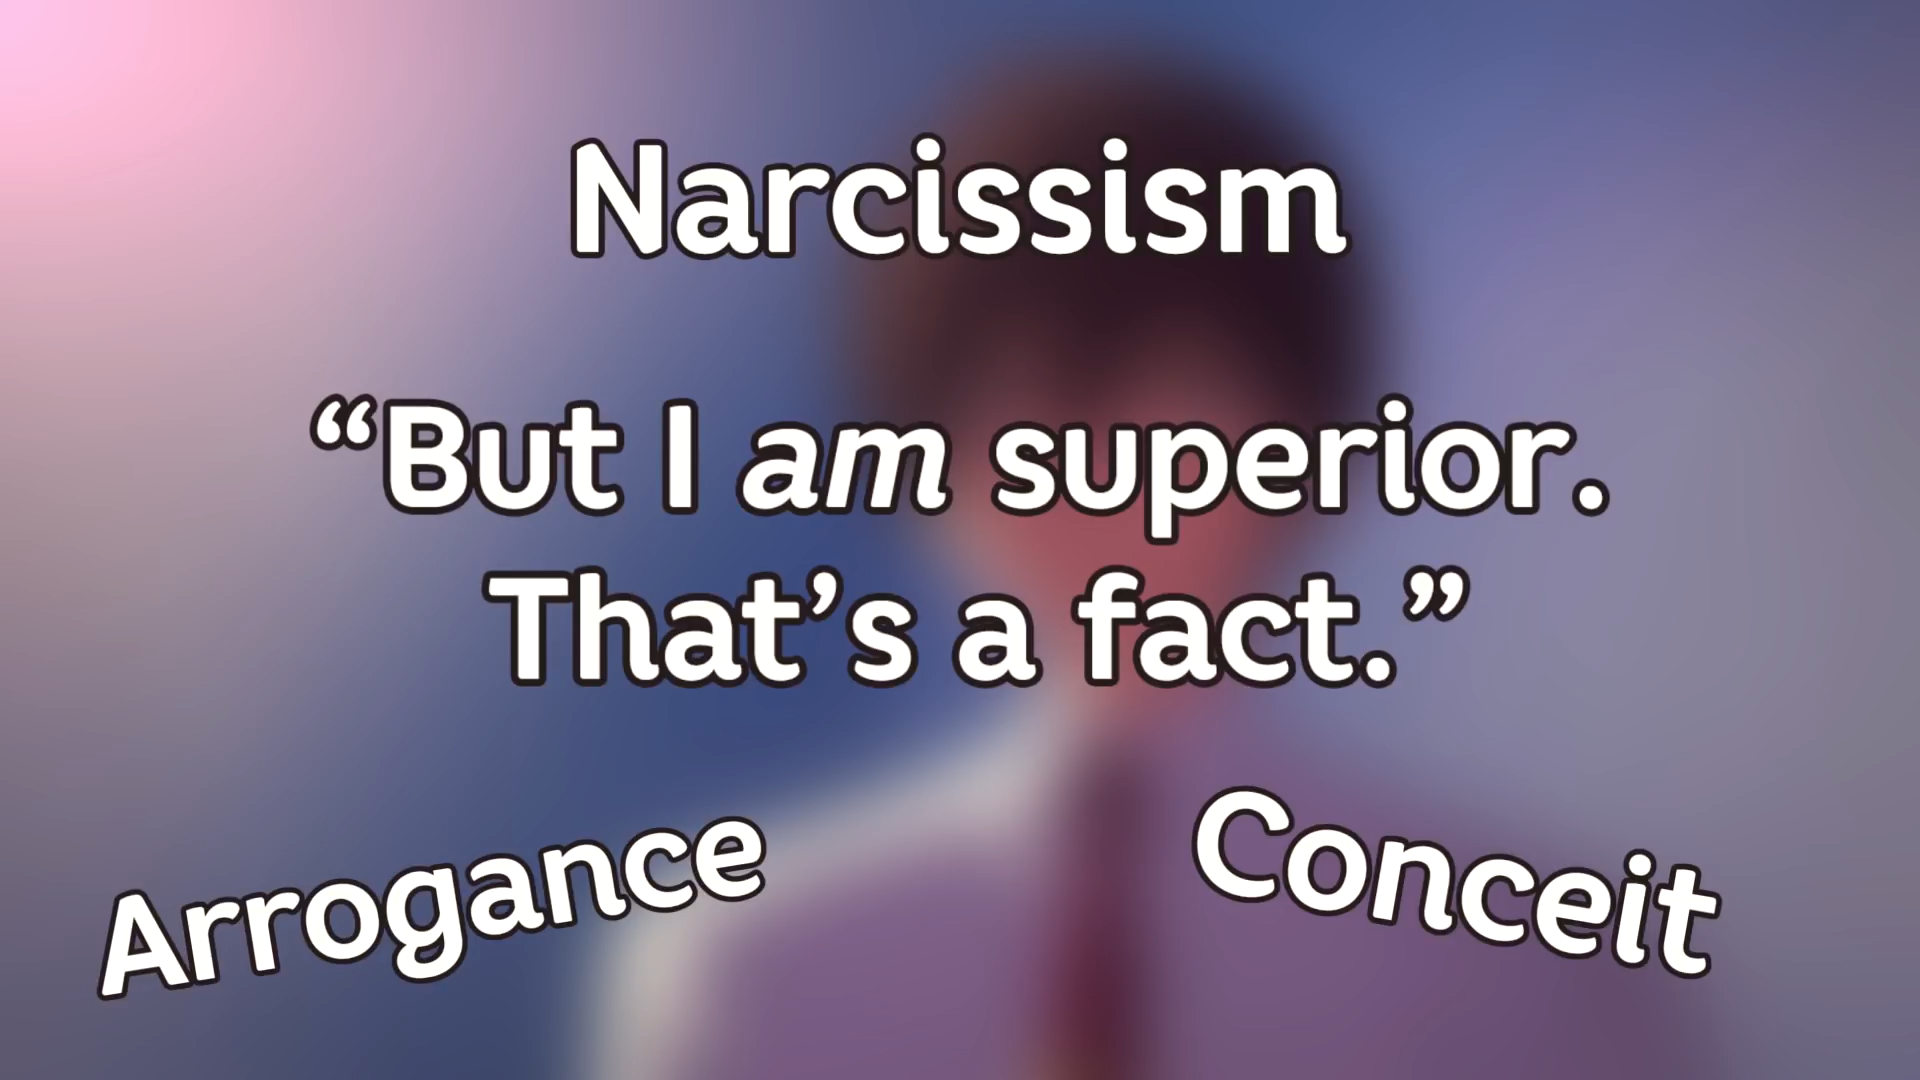 Narcissism
“But I am superior.
That’s a fact.”
Arrogance
Conceit